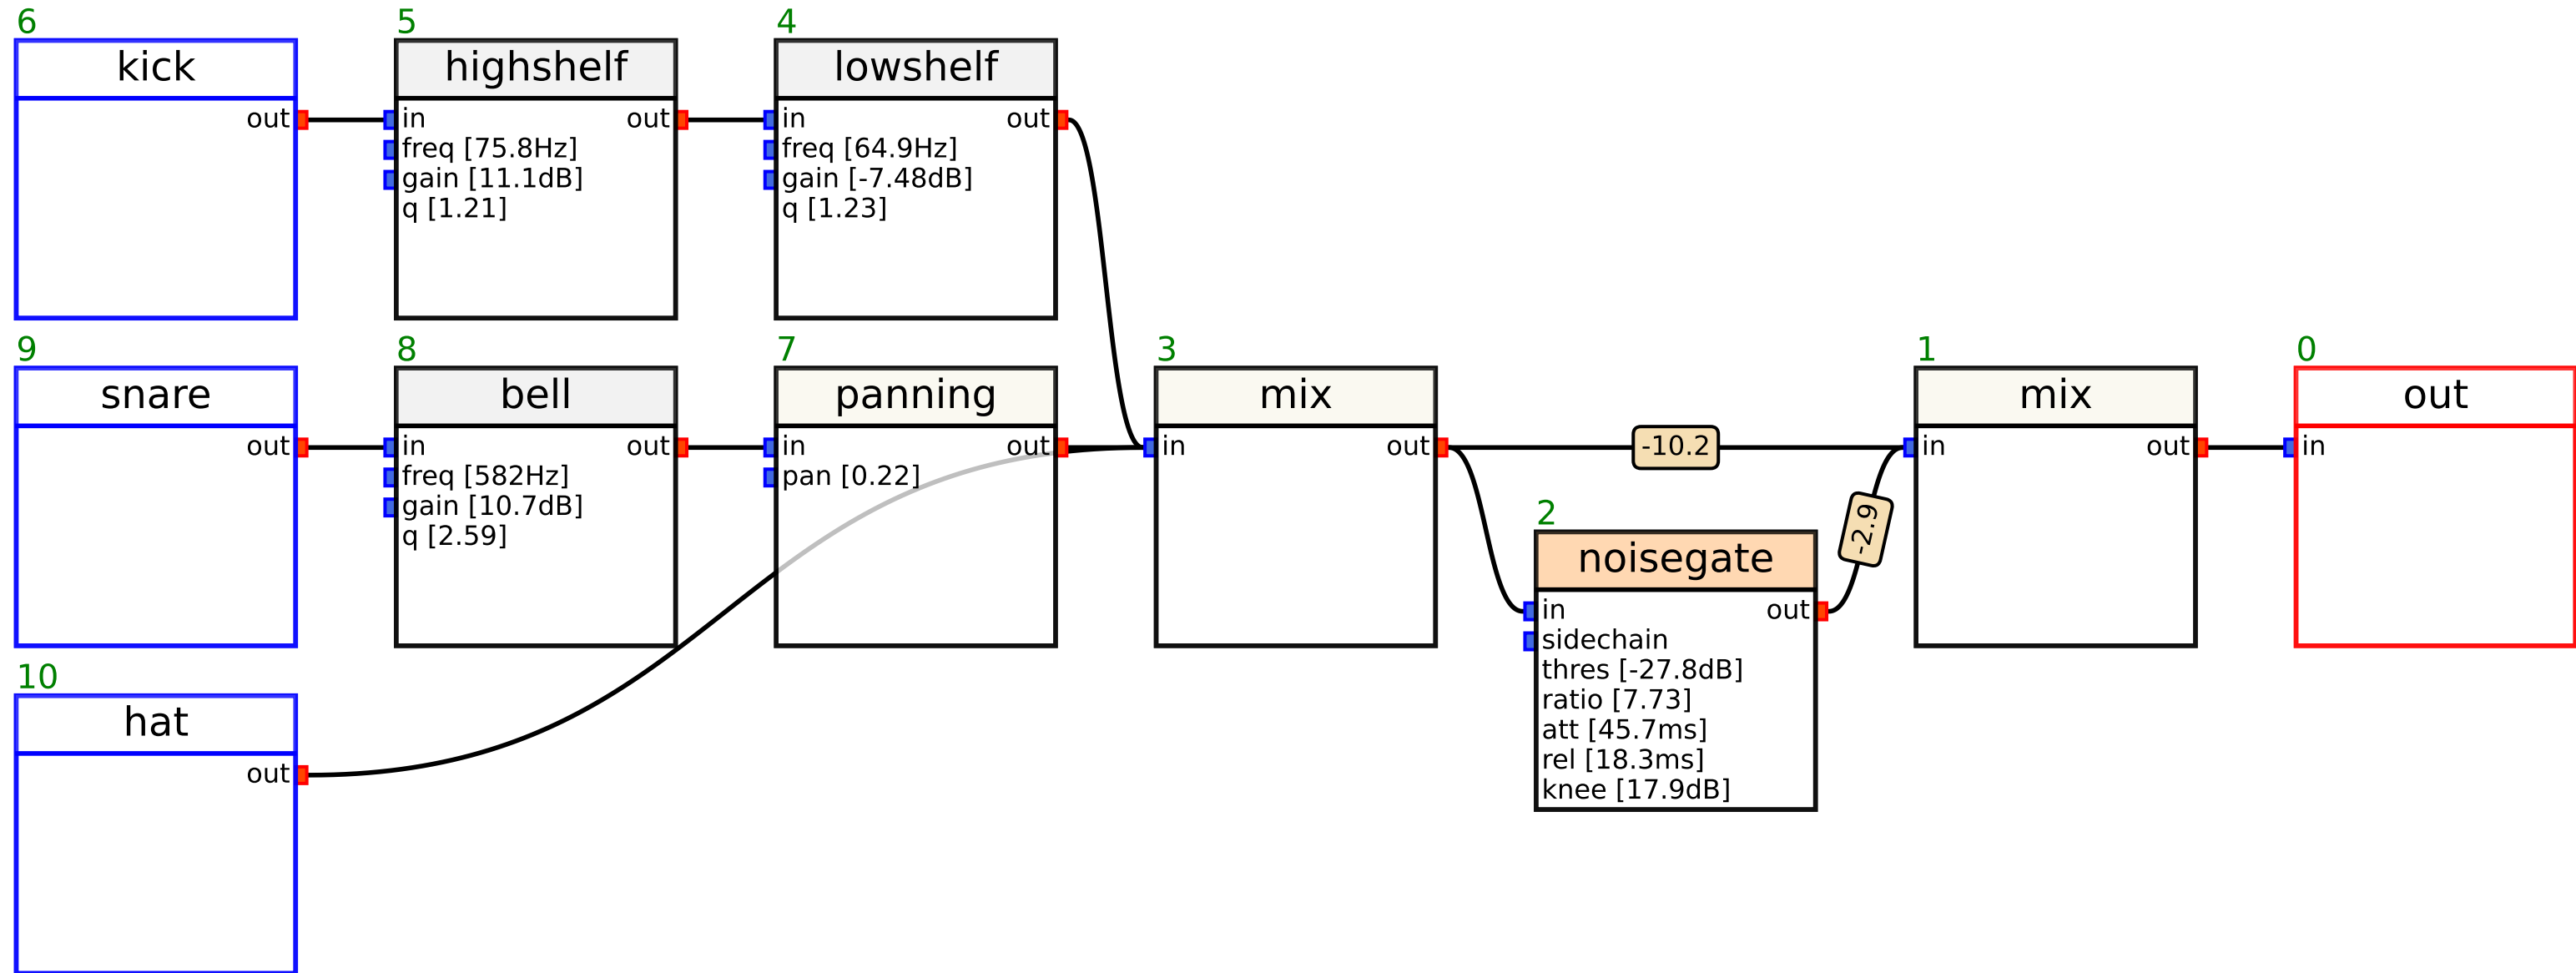 6
kick
out
5
highshelf
in out
freq [75.8Hz]
gain [11.1dB]
q [1.21]
4
lowshelf
in out
freq [64.9Hz]
gain [-7.48dB]
q [1.23]
9
snare
out
8
bell
in out
freq [582Hz]
gain [10.7dB]
q [2.59]
7
panning
in out
pan [0.22]
3
mix
in out
-10.2
2
noisegate
in out
sidechain
thres [-27.8dB]
ratio [7.73]
att [45.7ms]
rel [18.3ms]
knee [17.9dB]
-2.9
1
mix
in out
0
out
in
10
hat
out